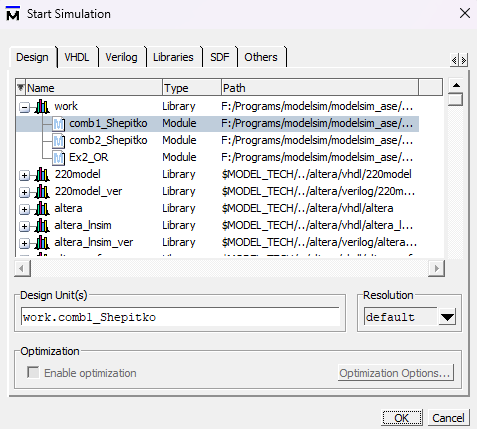 Start Simulation
Design VHDL Verilog Libraries SDF Others
Name Type Path
work Library F:/Programs/modelsim/modelsim_ase/...
comb1_Shepitko Module F:/Programs/modelsim/modelsim_ase/...
comb2_Shepitko Module F:/Programs/modelsim/modelsim_ase/...
Ex2_OR Module F:/Programs/modelsim/modelsim_ase/...
220model Library $MODEL_TECH/../altera/vhdl/220model
220model_ver Library $MODEL_TECH/../altera/verilog/220m...
altera Library $MODEL_TECH/../altera/vhdl/altera
altera_lnsim Library $MODEL_TECH/../altera/vhdl/altera_l...
altera_lnsim_ver Library $MODEL_TECH/../altera/verilog/altera...
Design Unit(s) Resolution
work.comb1_Shepitko default
Optimization
Enable optimization Optimization Options...
OK Cancel